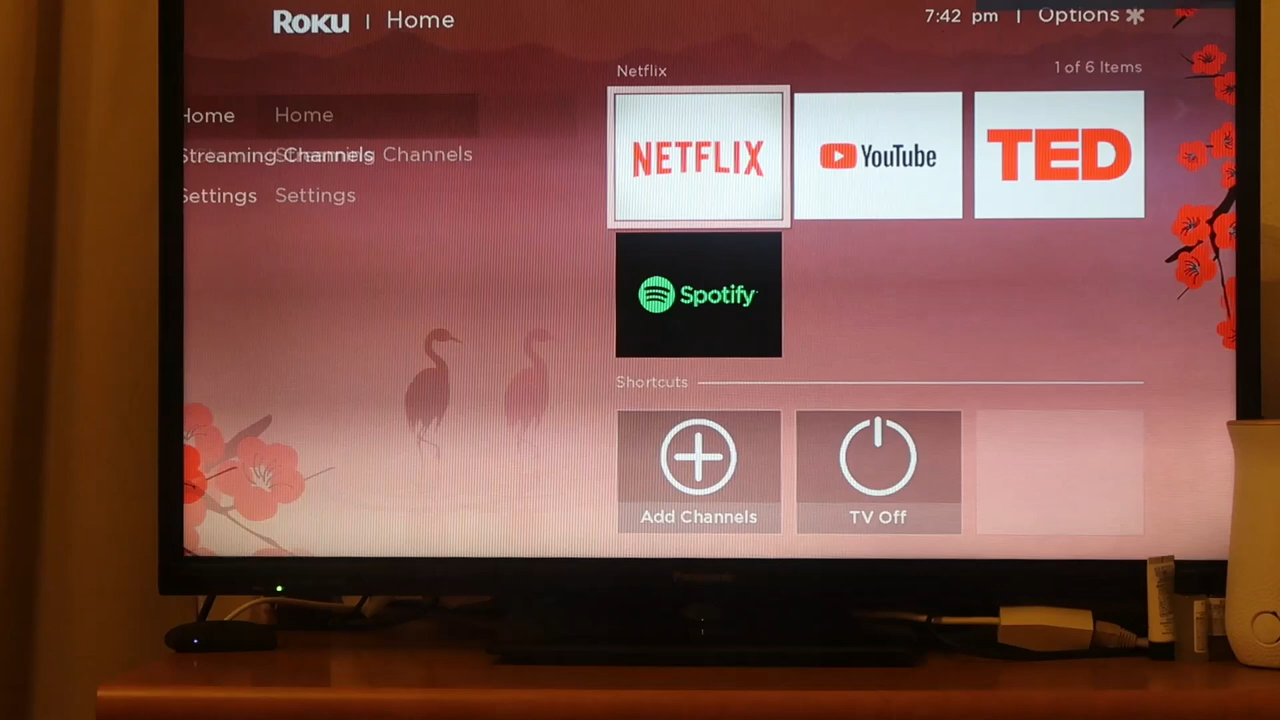 Roku | Home
7:42 pm | Options ✱
Netflix
1 of 6 Items
Home Home
Streaming Channels Streaming Channels
Settings Settings
NETFLIX
YouTube
TED
Spotify
Shortcuts
Add Channels
TV Off
Panasonic